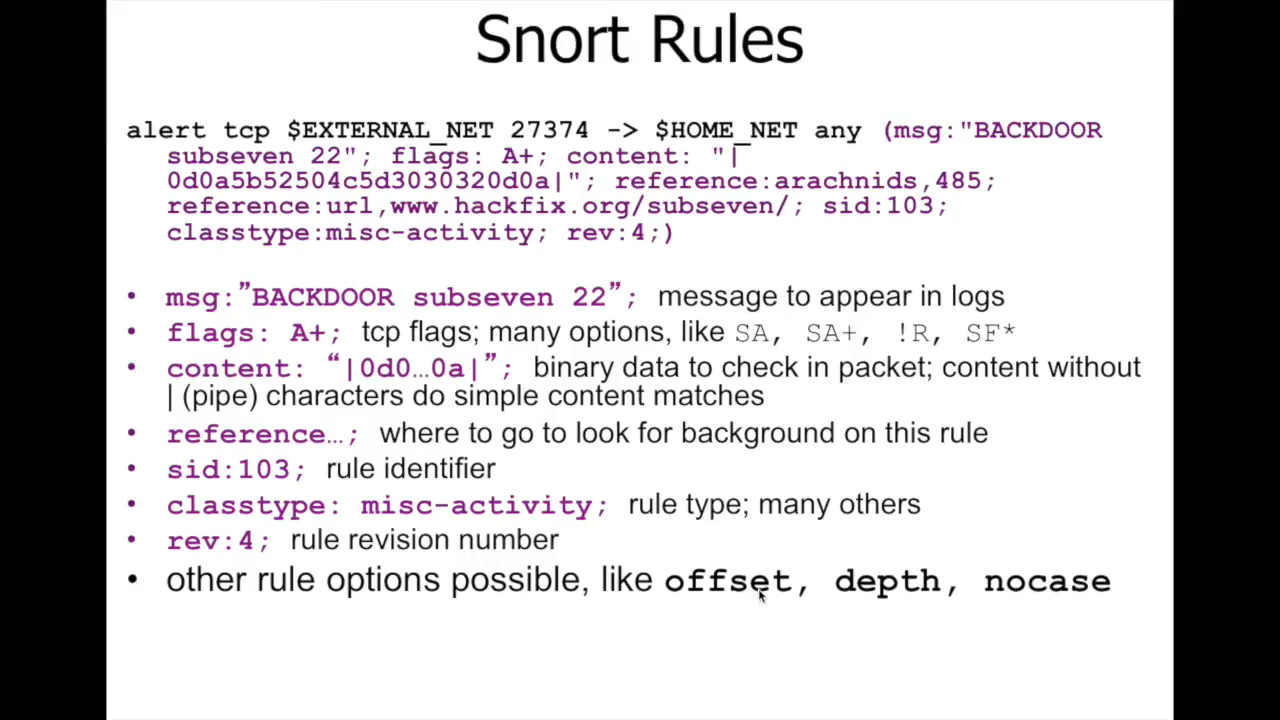 Snort Rules
alert tcp $EXTERNAL_NET 27374 -> $HOME_NET any (msg:"BACKDOOR
subseven 22"; flags: A+; content: "|
0d0a5b52504c5d3030320d0a|"; reference:arachnids,485;
reference:url,www.hackfix.org/subseven/; sid:103;
classtype:misc-activity; rev:4;)
• msg:”BACKDOOR subseven 22”; message to appear in logs
• flags: A+; tcp flags; many options, like SA, SA+, !R, SF*
• content: “|0d0…0a|”; binary data to check in packet; content without
| (pipe) characters do simple content matches
• reference…; where to go to look for background on this rule
• sid:103; rule identifier
• classtype: misc-activity; rule type; many others
• rev:4; rule revision number
• other rule options possible, like offset, depth, nocase